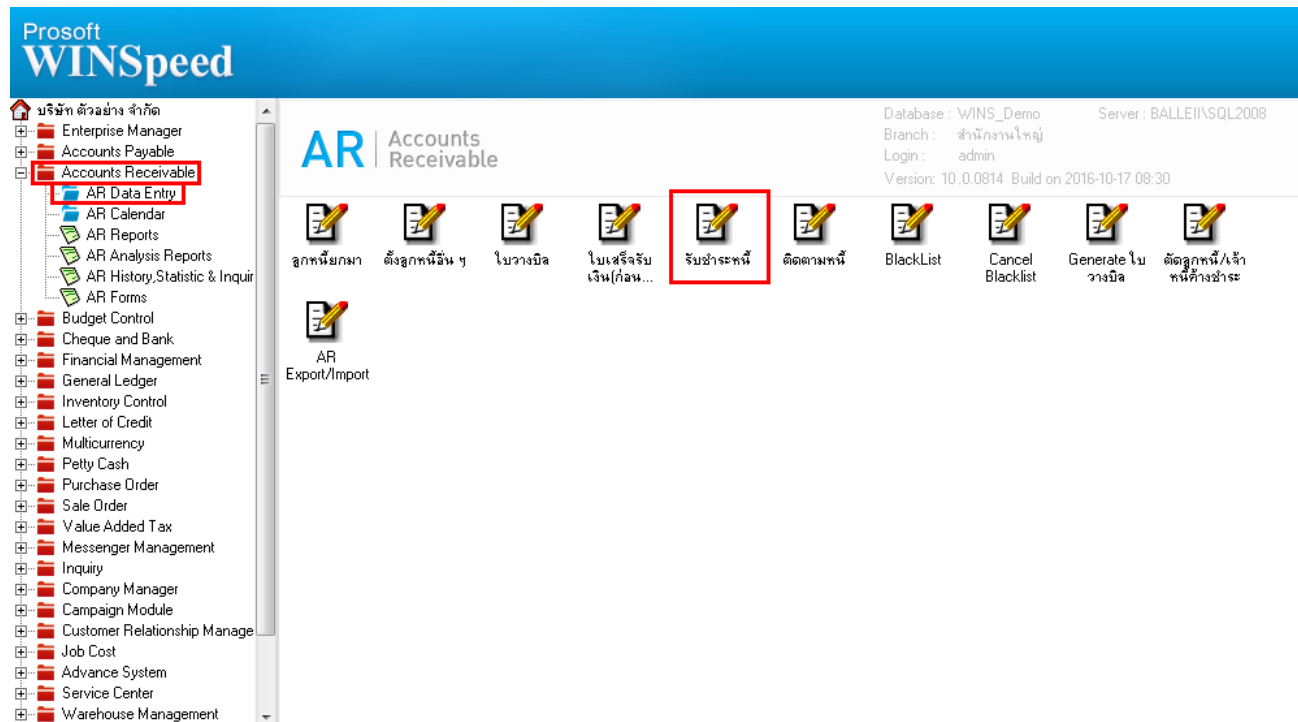 Prosoft
WINSpeed
บริษัท ตัวอย่าง จำกัด
Enterprise Manager
Accounts Payable
Accounts Receivable
AR Data Entry
AR Calendar
AR Reports
AR Analysis Reports
AR History,Statistic & Inquir
AR Forms
Budget Control
Cheque and Bank
Financial Management
General Ledger
Inventory Control
Letter of Credit
Multicurrency
Petty Cash
Purchase Order
Sale Order
Value Added Tax
Messenger Management
Inquiry
Company Manager
Campaign Module
Customer Relationship Manage
Job Cost
Advance System
Service Center
Warehouse Management
AR Accounts
Receivable
Database : WINS_Demo Server : BALLEII\SQL2008
Branch : สำนักงานใหญ่
Login : admin
Version: 10.0.0814 Build on 2016-10-17 08:30
ลูกหนี้ยกมา
ตั้งลูกหนี้อื่น ๆ
ใบวางบิล
ใบเสร็จรับ
เงิน(ก่อน...
รับชำระหนี้
ติดตามหนี้
BlackList
Cancel
Blacklist
Generate ใบ
วางบิล
ตัดลูกหนี้/เจ้า
หนี้ค้างชำระ
AR
Export/Import